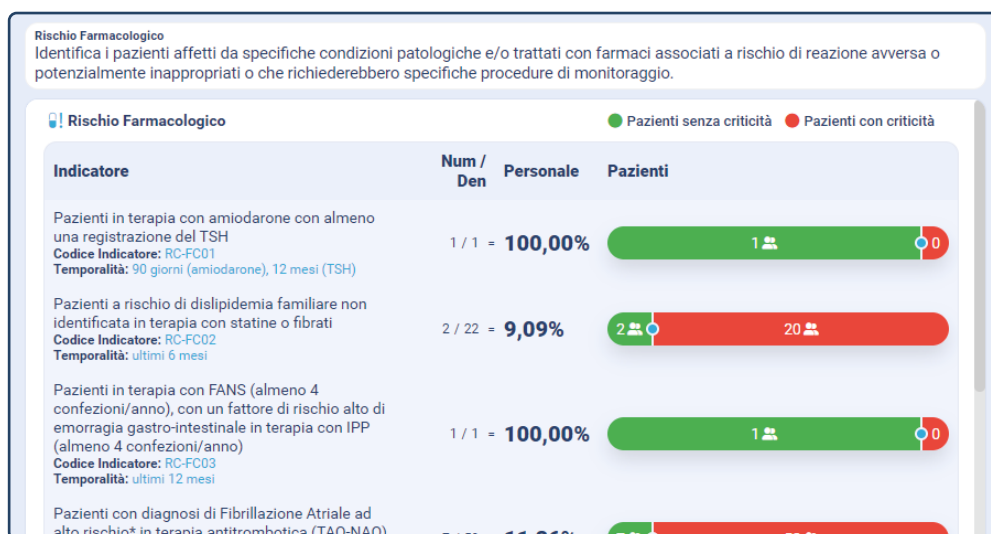 Rischio Farmacologico
Identifica i pazienti affetti da specifiche condizioni patologiche e/o trattati con farmaci associati a rischio di reazione avversa o
potenzialmente inappropriati o che richiederebbero specifiche procedure di monitoraggio.
Rischio Farmacologico
Pazienti senza criticità Pazienti con criticità
Indicatore Num / Den Personale Pazienti
Pazienti in terapia con amiodarone con almeno
una registrazione del TSH
Codice Indicatore: RC-FC01
Temporalità: 90 giorni (amiodarone), 12 mesi (TSH)
1 / 1 = 100,00% 1 0
Pazienti a rischio di dislipidemia familiare non
identificata in terapia con statine o fibrati
Codice Indicatore: RC-FC02
Temporalità: ultimi 6 mesi
2 / 22 = 9,09% 2 20
Pazienti in terapia con FANS (almeno 4
confezioni/anno), con un fattore di rischio alto di
emorragia gastro-intestinale in terapia con IPP
(almeno 4 confezioni/anno)
Codice Indicatore: RC-FC03
Temporalità: ultimi 12 mesi
1 / 1 = 100,00% 1 0
Pazienti con diagnosi di Fibrillazione Atriale ad
alto rischio* in terapia antitrombotica (TAO-NAO)